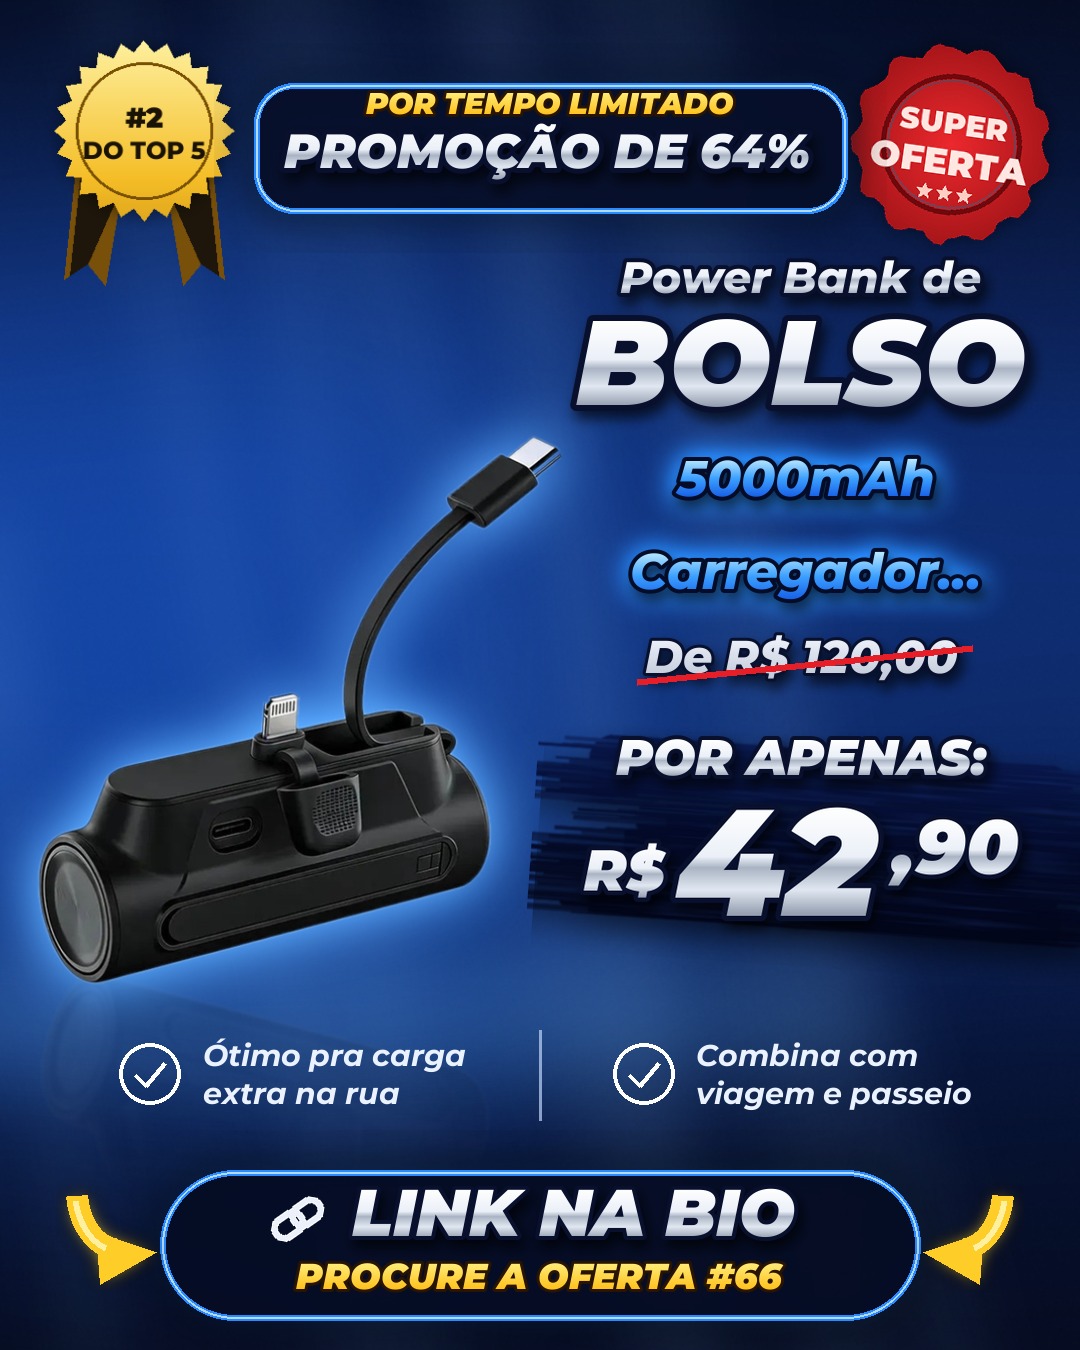 #2
DO TOP 5
POR TEMPO LIMITADO
PROMOÇÃO DE 64%
SUPER
OFERTA
Power Bank de
BOLSO
5000mAh
Carregador...
De R$ 120,00
POR APENAS:
R$ 42,90
Ótimo pra carga
extra na rua
Combina com
viagem e passeio
LINK NA BIO
PROCURE A OFERTA #66